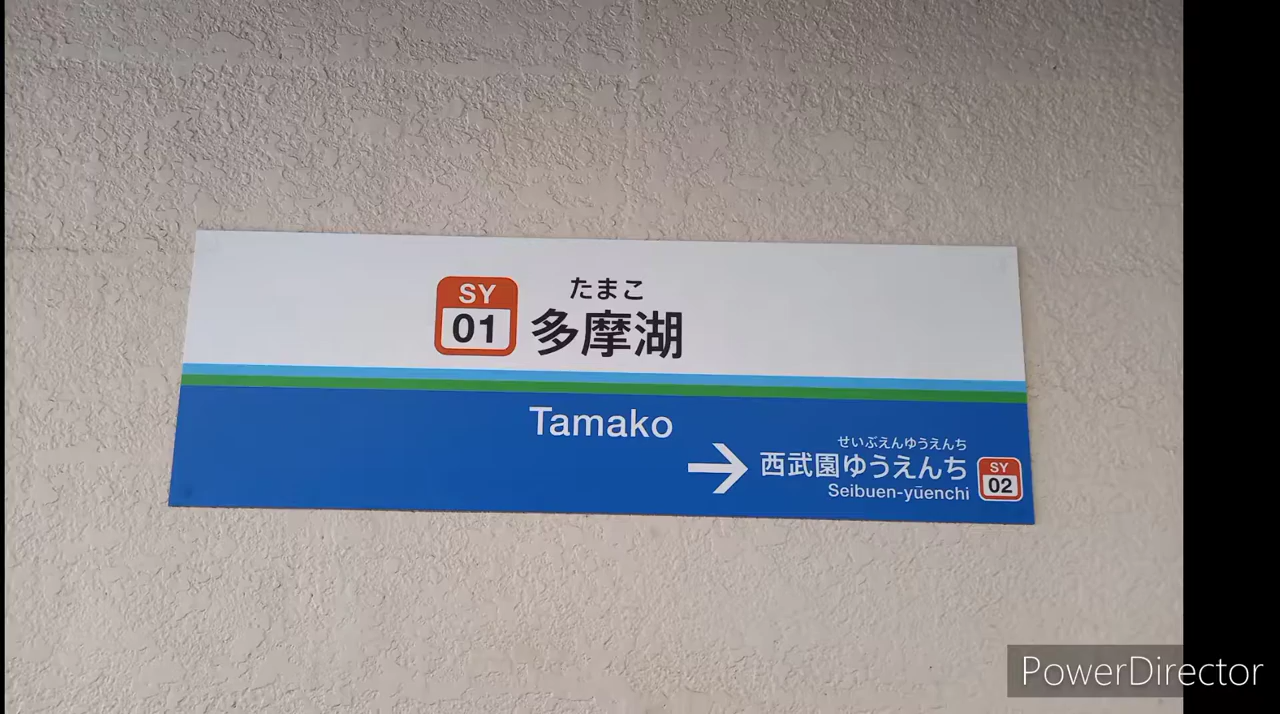 SY
01
たまこ
多摩湖
Tamako
→
せいぶえんゆうえんち
西武園ゆうえんち
Seibuen-yūenchi
SY
02
PowerDirector